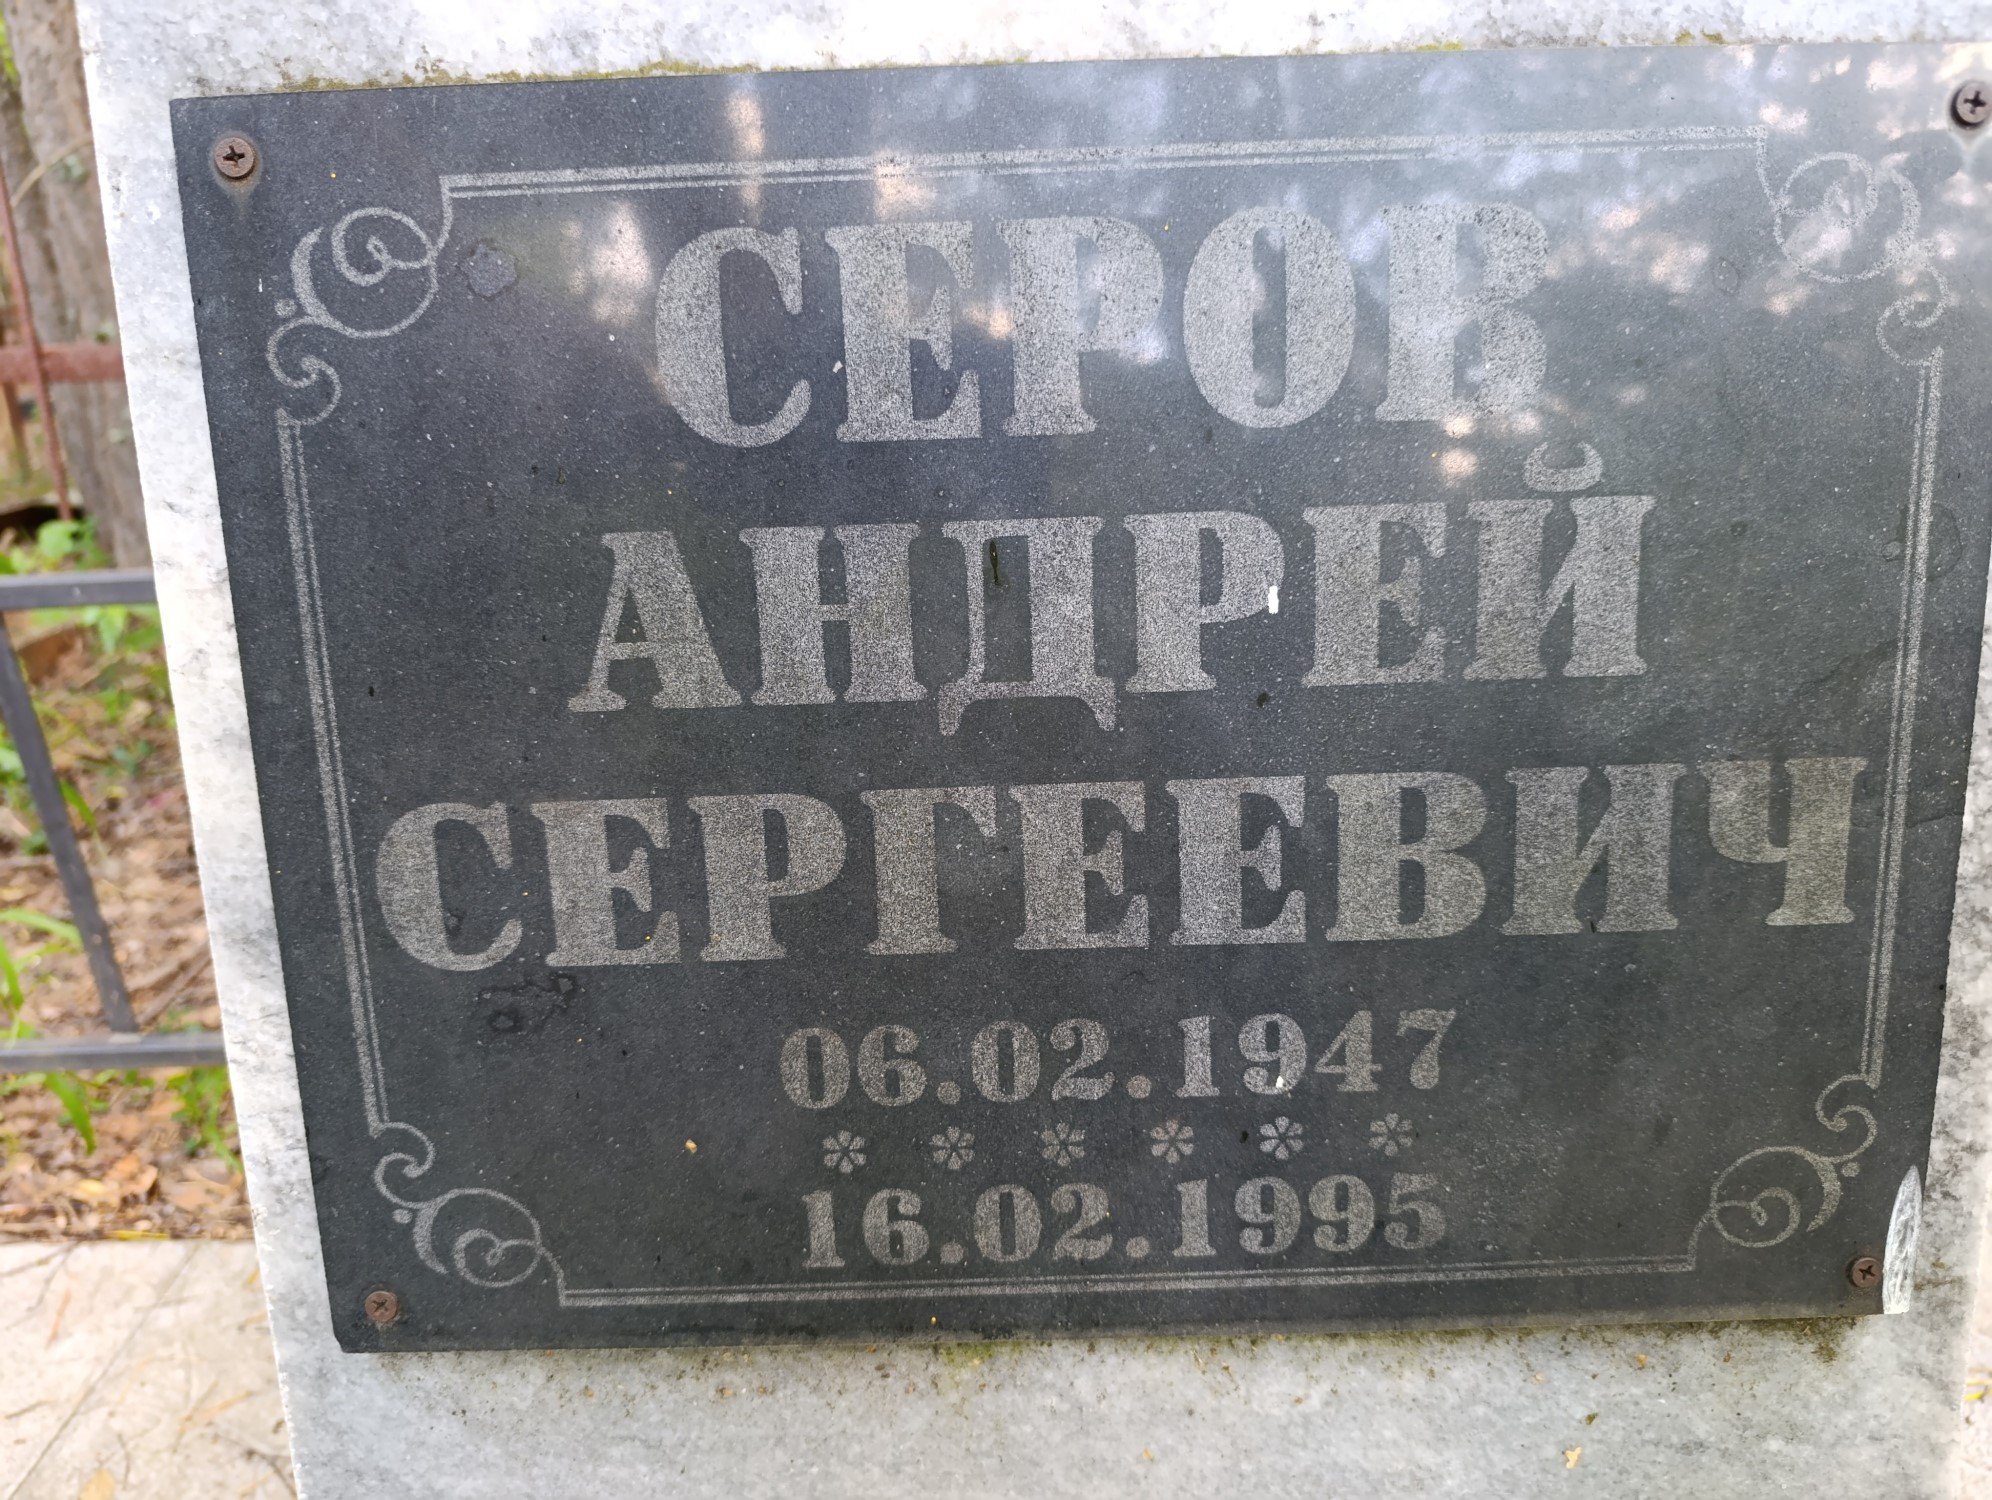 СЕРОВ
АНДРЕЙ
СЕРГЕЕВИЧ
06.02.1947
******
16.02.1995